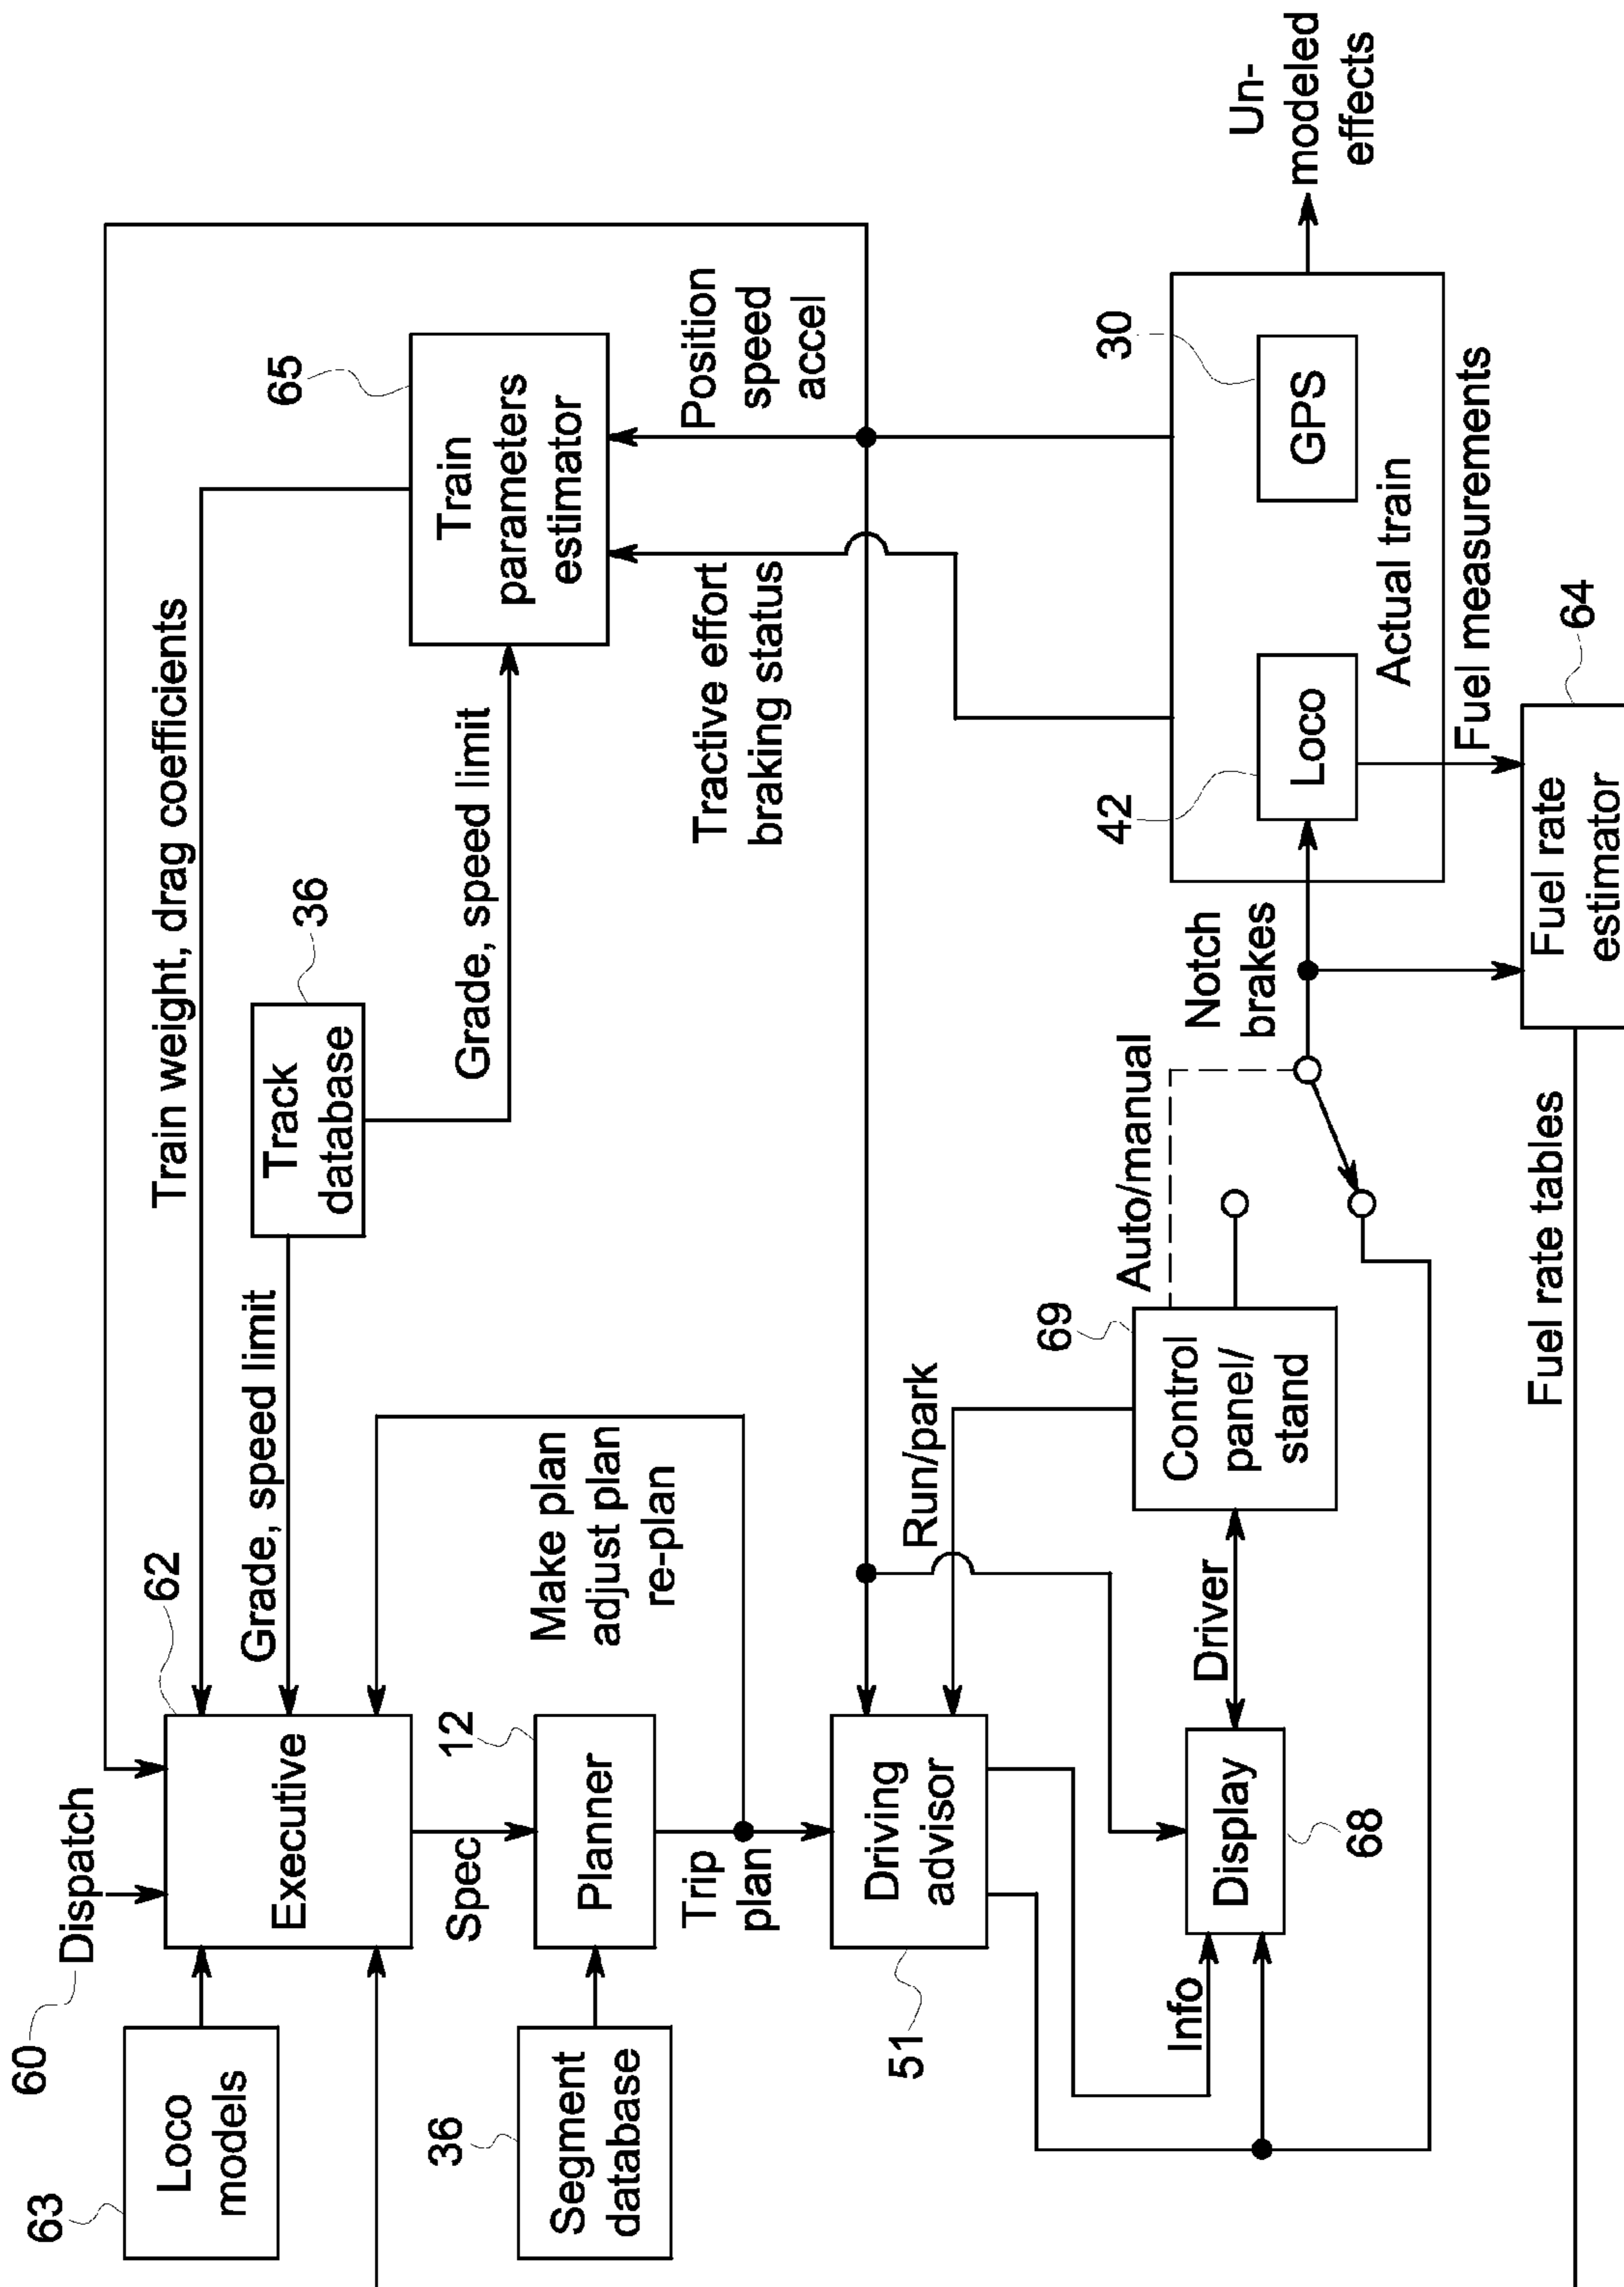 60
Dispatch
63
Loco
models
62
Executive
Train weight, drag coefficients
Grade, speed limit
36
Track
database
Grade, speed limit
65
Train
parameters
estimator
Spec
12
Planner
36
Segment
database
Make plan
adjust plan
re-plan
Trip
plan
Tractive effort
braking status
Position
speed
accel
51
Driving
advisor
Run/park
69
Control
panel/
stand
Auto/manual
Driver
Info
Display
68
Notch
brakes
42
Loco
30
GPS
Actual train
Un-
modeled
effects
Fuel measurements
64
Fuel rate
estimator
Fuel rate tables